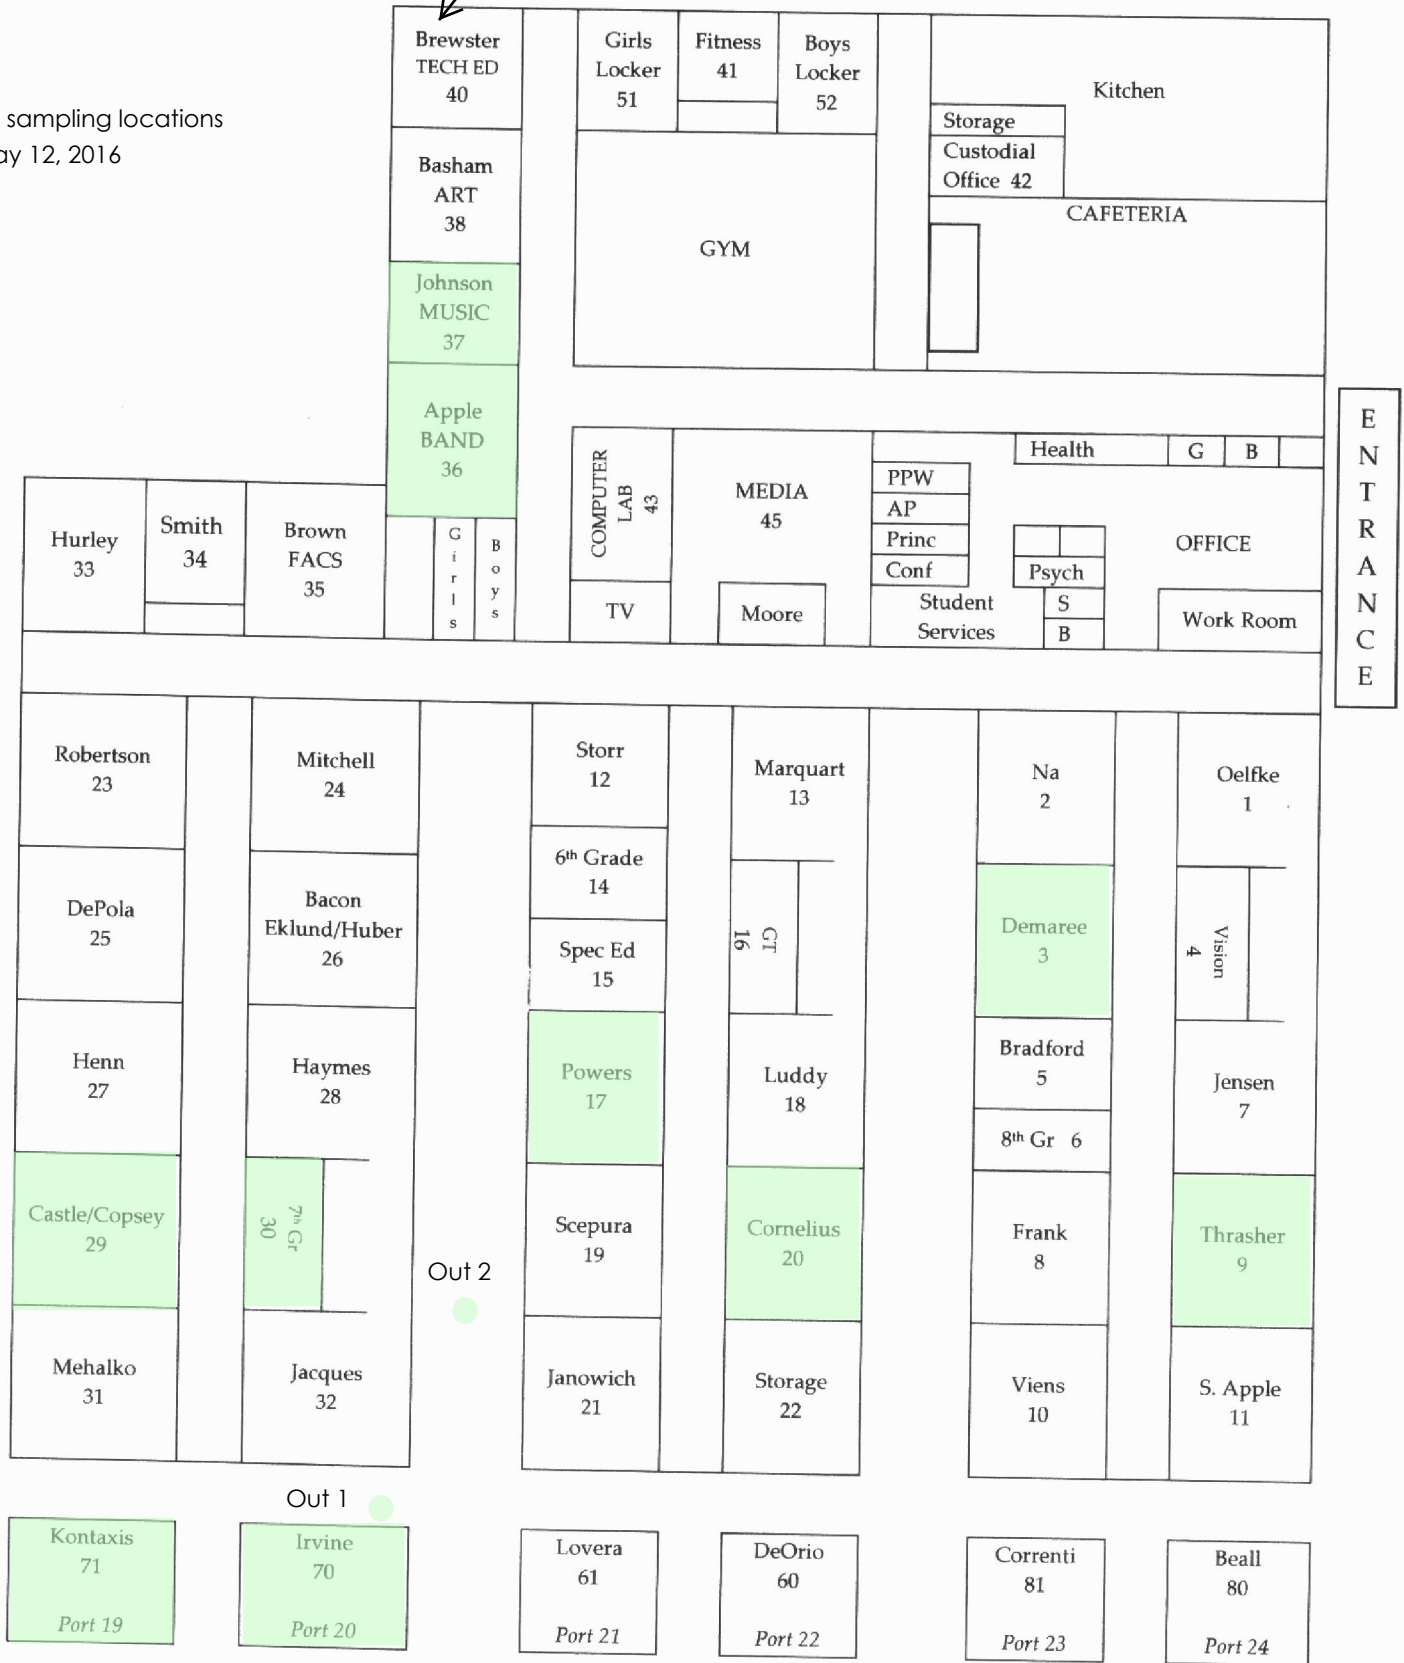 sampling locations
ay 12, 2016
Brewster
TECH ED
40
Girls
Locker
51
Fitness
41
Boys
Locker
52
Kitchen
Storage
Custodial
Office 42
CAFETERIA
Basham
ART
38
GYM
Johnson
MUSIC
37
Apple
BAND
36
ENTRANCE
Hurley
33
Smith
34
Brown
FACS
35
Girls
Boys
COMPUTER
LAB
43
TV
MEDIA
45
Moore
PPW
AP
Princ
Conf
Student
Services
Health
G
B
Psych
S
B
OFFICE
Work Room
Robertson
23
Mitchell
24
Storr
12
Marquart
13
Na
2
Oelfke
1
DePola
25
Bacon
Eklund/Huber
26
6th Grade
14
Spec Ed
15
GT
16
Demaree
3
Vision
4
Henn
27
Haymes
28
Powers
17
Luddy
18
Bradford
5
8th Gr 6
Jensen
7
Castle/Copsey
29
7th Gr
30
Out 2
Scepura
19
Cornelius
20
Frank
8
Thrasher
9
Mehalko
31
Jacques
32
Janowich
21
Storage
22
Viens
10
S. Apple
11
Out 1
Kontaxis
71
Port 19
Irvine
70
Port 20
Lovera
61
Port 21
DeOrio
60
Port 22
Correnti
81
Port 23
Beall
80
Port 24